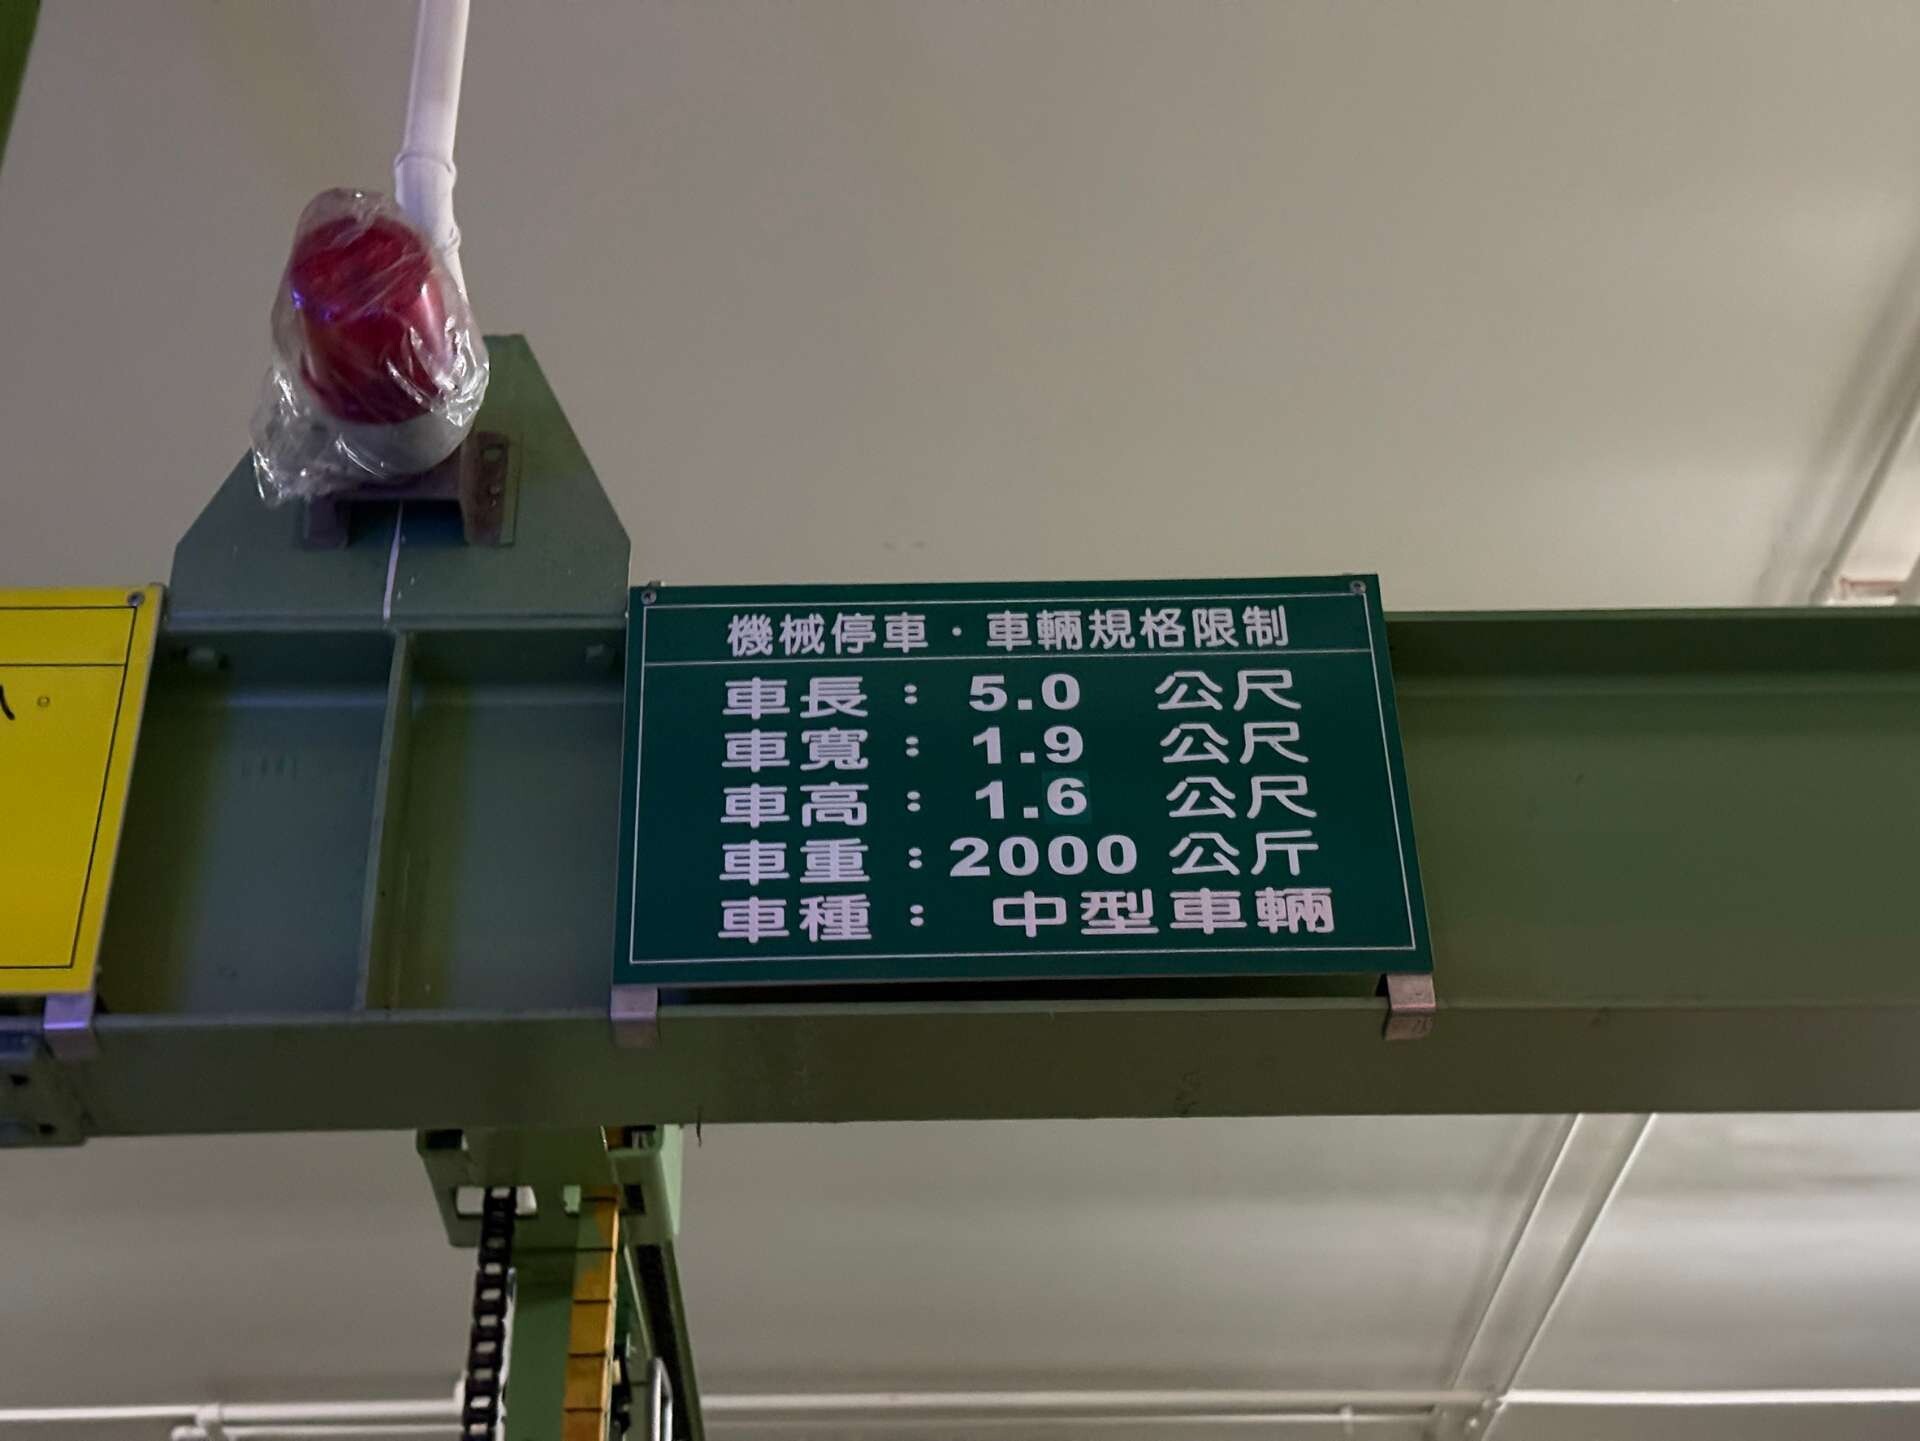 機械停車・車輛規格限制
車長：5.0 公尺
車寬：1.9 公尺
車高：1.6 公尺
車重：2000 公斤
車種：中型車輛